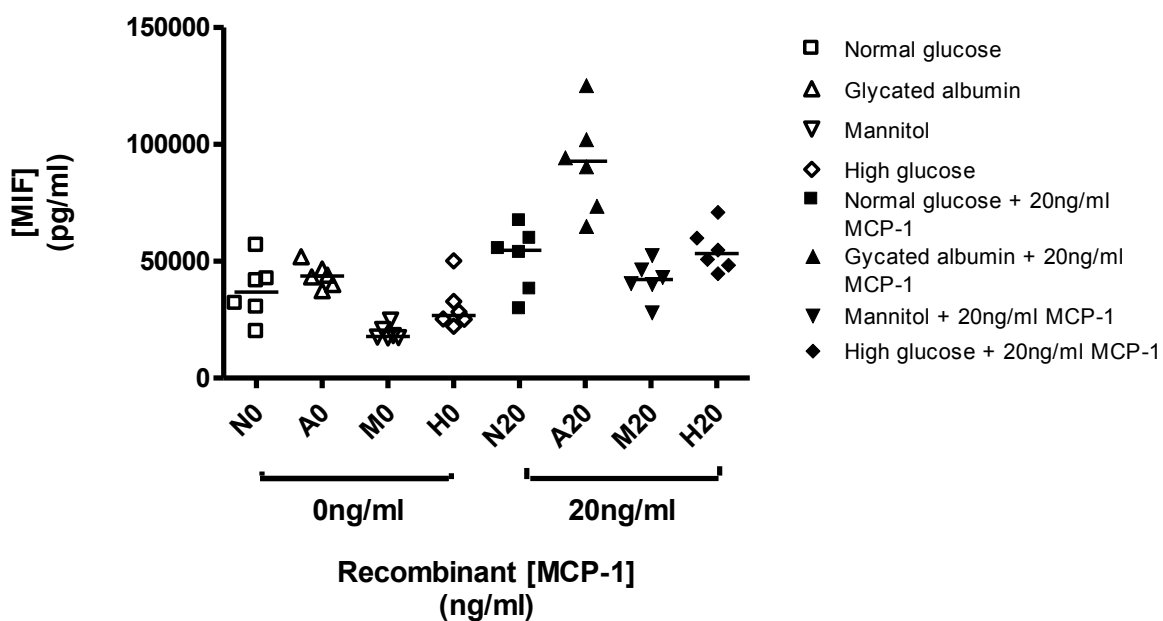 150000
100000
50000
0
[MIF]
(pg/ml)
N0
A0
M0
H0
N20
A20
M20
H20
0ng/ml
20ng/ml
Recombinant [MCP-1]
(ng/ml)
Normal glucose
Glycated albumin
Mannitol
High glucose
Normal glucose + 20ng/ml
MCP-1
Gycated albumin + 20ng/ml
MCP-1
Mannitol + 20ng/ml MCP-1
High glucose + 20ng/ml MCP-1